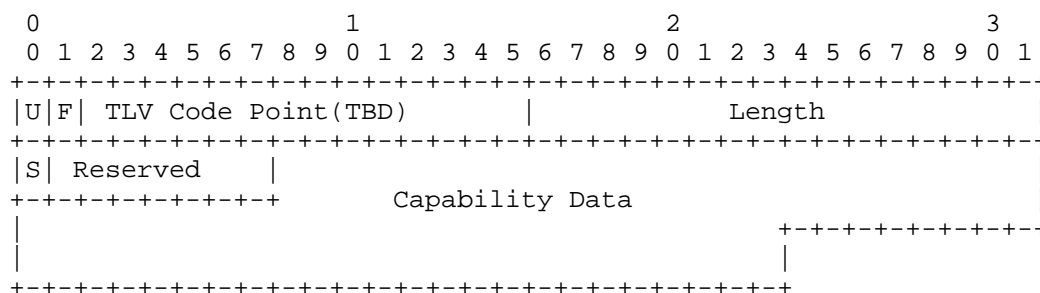 0                   1                   2                   3
 0 1 2 3 4 5 6 7 8 9 0 1 2 3 4 5 6 7 8 9 0 1 2 3 4 5 6 7 8 9 0 1
+-+-+-+-+-+-+-+-+-+-+-+-+-+-+-+-+-+-+-+-+-+-+-+-+-+-+-+-+-+-+-+--
|U|F| TLV Code Point(TBD)       |            Length             |
+-+-+-+-+-+-+-+-+-+-+-+-+-+-+-+-+-+-+-+-+-+-+-+-+-+-+-+-+-+-+-+--
|S| Reserved    |                                               |
+-+-+-+-+-+-+-+-+       Capability Data                         |
|                                               +-+-+-+-+-+-+-+--
|                                               |
+-+-+-+-+-+-+-+-+-+-+-+-+-+-+-+-+-+-+-+-+-+-+-+-+